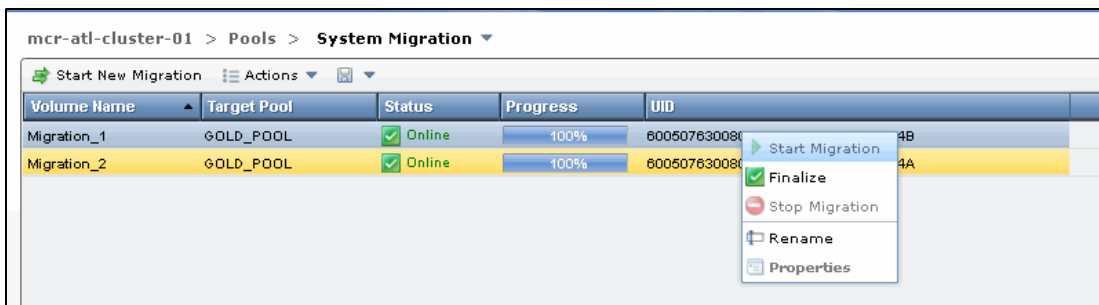 mcr-atl-cluster-01 > Pools > System Migration
Start New Migration Actions
Volume Name Target Pool Status Progress UID
Migration_1 GOLD_POOL Online 100% 600507630080 4B
Migration_2 GOLD_POOL Online 100% 600507630080 4A
Start Migration
Finalize
Stop Migration
Rename
Properties